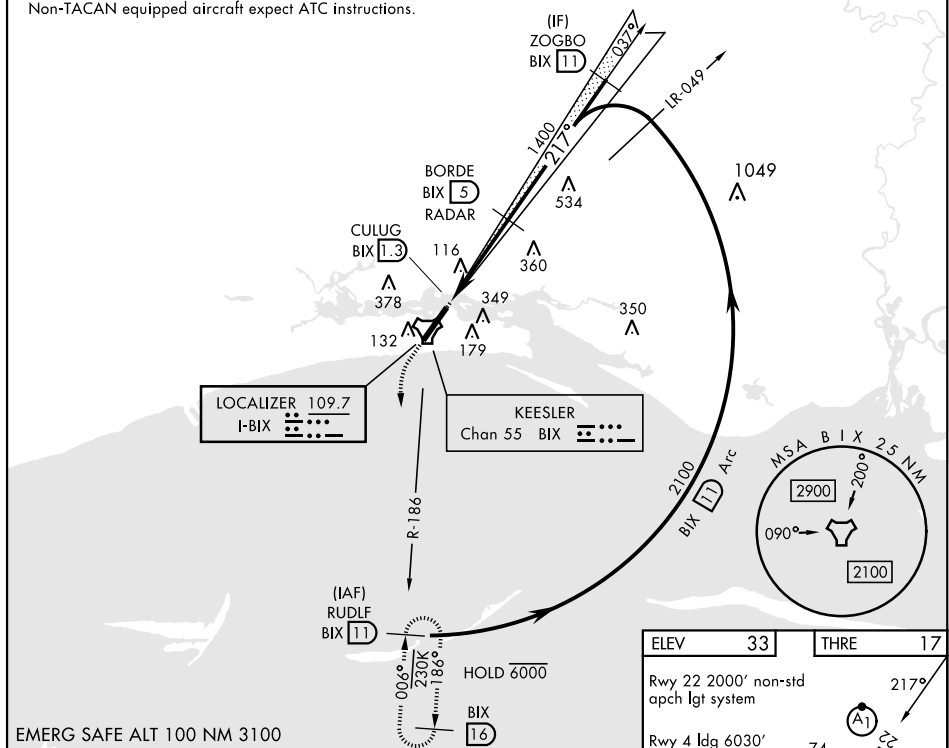 Non-TACAN equipped aircraft expect ATC instructions.
(IF)
ZOGBO
BIX 11
037°
LR-049
1400
217°
BORDE
BIX 5
RADAR
534
1049
CULUG
BIX 1.3
116
360
378
349
350
132
179
LOCALIZER 109.7
I-BIX
KEESLER
Chan 55 BIX
R-186
2100
BIX 11 Arc
MSA BIX 25 NM
2900
200°
090°
2100
(IAF)
RUDLF
BIX 11
006°
230K
186°
HOLD 6000
BIX
16
EMERG SAFE ALT 100 NM 3100
ELEV 33
THRE 17
Rwy 22 2000' non-std
apch lgt system
217°
A1
22
Rwy 4 ldg 6030'